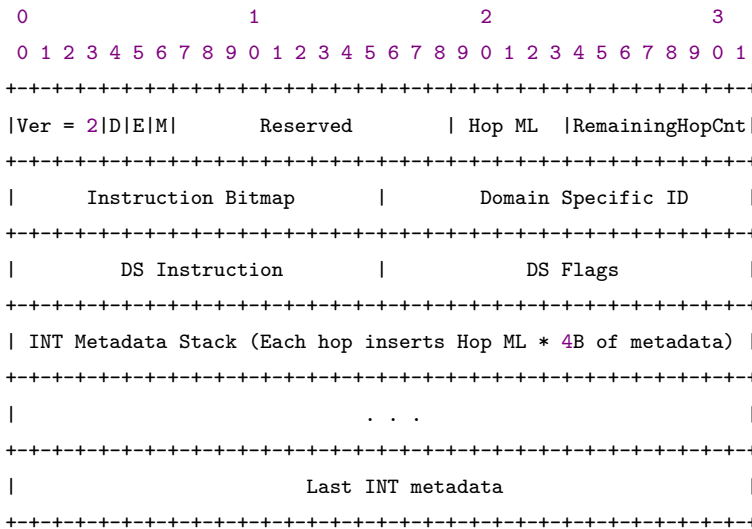 0                   1                   2                   3
0 1 2 3 4 5 6 7 8 9 0 1 2 3 4 5 6 7 8 9 0 1 2 3 4 5 6 7 8 9 0 1
+-+-+-+-+-+-+-+-+-+-+-+-+-+-+-+-+-+-+-+-+-+-+-+-+-+-+-+-+-+-+-+-+
|Ver = 2|D|E|M|       Reserved        | Hop ML  |RemainingHopCnt|
+-+-+-+-+-+-+-+-+-+-+-+-+-+-+-+-+-+-+-+-+-+-+-+-+-+-+-+-+-+-+-+-+
|      Instruction Bitmap       |        Domain Specific ID     |
+-+-+-+-+-+-+-+-+-+-+-+-+-+-+-+-+-+-+-+-+-+-+-+-+-+-+-+-+-+-+-+-+
|         DS Instruction        |            DS Flags           |
+-+-+-+-+-+-+-+-+-+-+-+-+-+-+-+-+-+-+-+-+-+-+-+-+-+-+-+-+-+-+-+-+
| INT Metadata Stack (Each hop inserts Hop ML * 4B of metadata) |
+-+-+-+-+-+-+-+-+-+-+-+-+-+-+-+-+-+-+-+-+-+-+-+-+-+-+-+-+-+-+-+-+
|                              . . .                            |
+-+-+-+-+-+-+-+-+-+-+-+-+-+-+-+-+-+-+-+-+-+-+-+-+-+-+-+-+-+-+-+-+
|                         Last INT metadata                     |
+-+-+-+-+-+-+-+-+-+-+-+-+-+-+-+-+-+-+-+-+-+-+-+-+-+-+-+-+-+-+-+-+